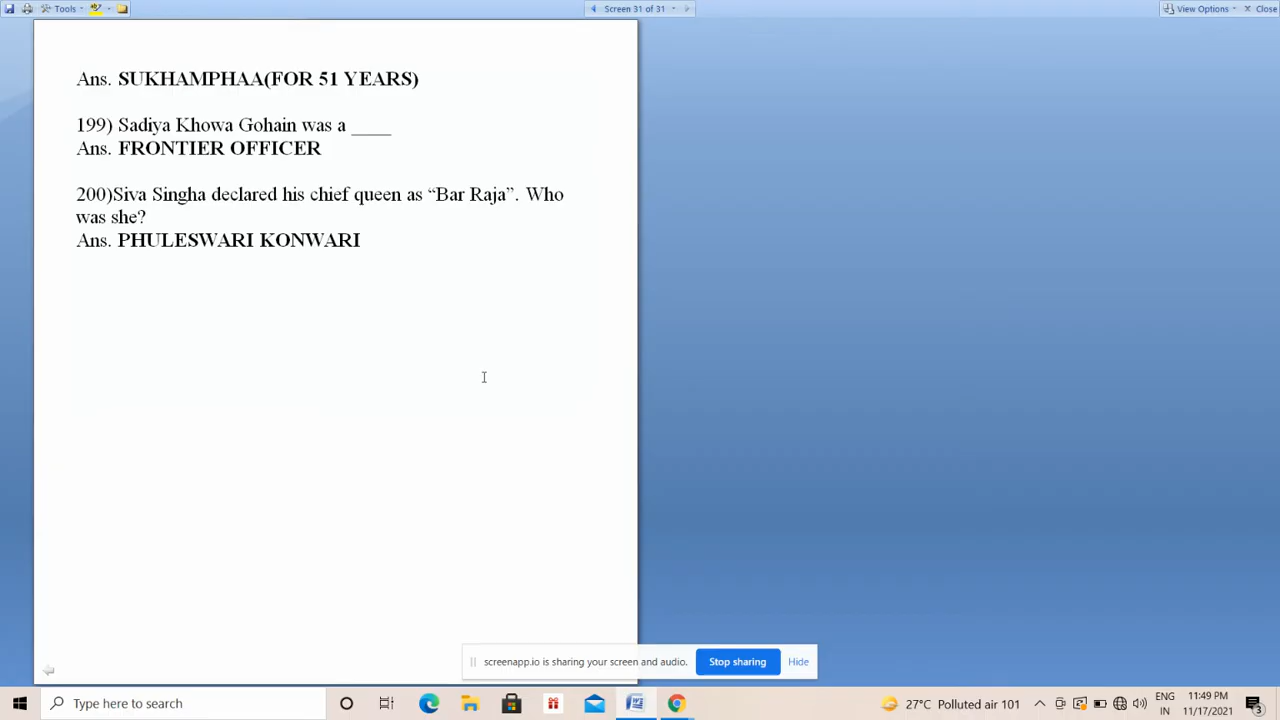 Tools
Screen 31 of 31
View Options
Close
Ans. SUKHAMPHAA(FOR 51 YEARS)
199) Sadiya Khowa Gohain was a ____
Ans. FRONTIER OFFICER
200)Siva Singha declared his chief queen as “Bar Raja”. Who
was she?
Ans. PHULESWARI KONWARI
screenapp.io is sharing your screen and audio.
Stop sharing
Hide
Type here to search
27°C Polluted air 101
ENG
IN
11:49 PM
11/17/2021
3